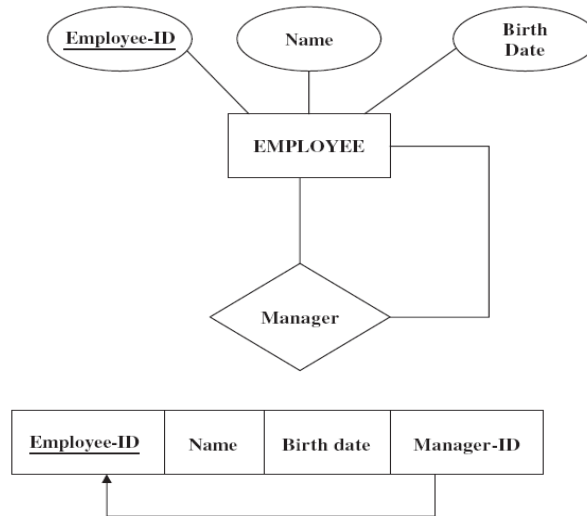 Employee-ID
Name
Birth
Date
EMPLOYEE
Manager
Employee-ID Name Birth date Manager-ID